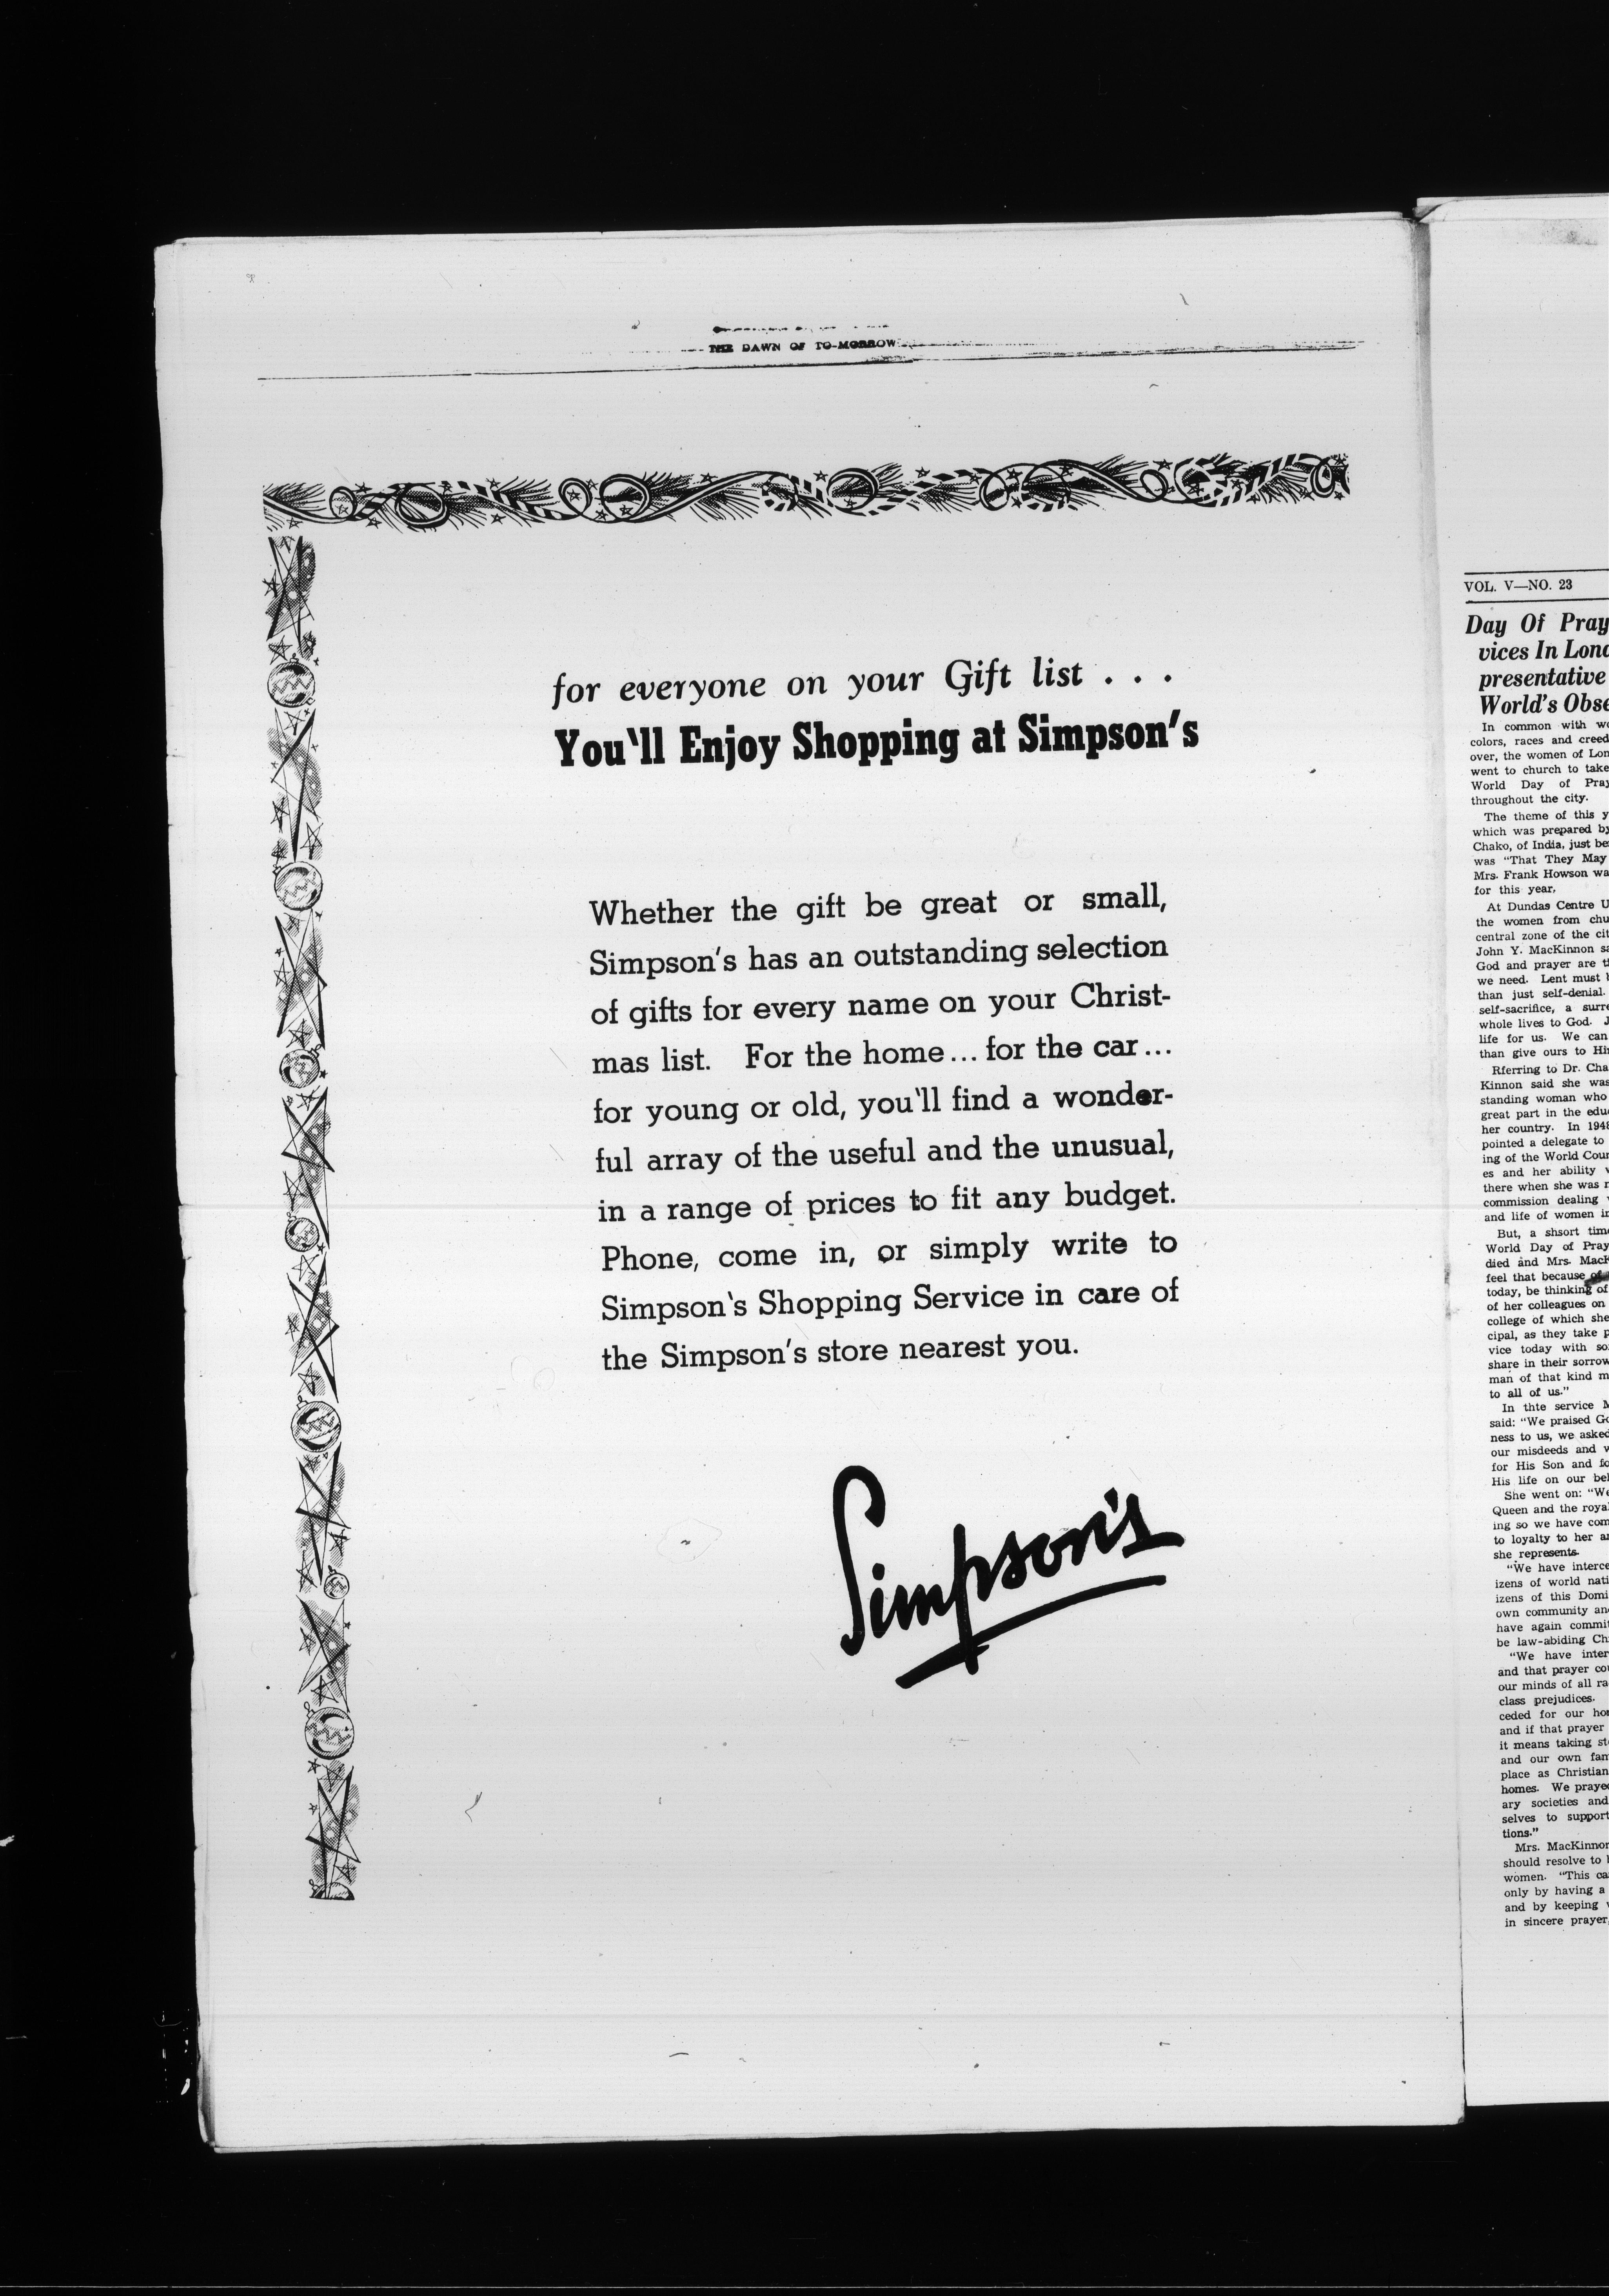 THE DAWN OF TO-MORROW
for everyone on your Gift list . . .
You'll Enjoy Shopping at Simpson's
Whether the gift be great or small,
Simpson's has an outstanding selection
of gifts for every name on your Christ-
mas list. For the home... for the car...
for young or old, you'll find a wonder-
ful array of the useful and the unusual,
in a range of prices to fit any budget.
Phone, come in, or simply write to
Simpson's Shopping Service in care of
the Simpson's store nearest you.
Simpson's
VOL. V—NO. 23
Day Of Pray
vices In Lond
presentative
World's Obse
In common with wo
colors, races and creed
over, the women of Lon
went to church to take
World Day of Pray
throughout the city.
The theme of this y
which was prepared by
Chako, of India, just be
was "That They May
Mrs. Frank Howson wa
for this year,
At Dundas Centre U
the women from chu
central zone of the cit
John Y. MacKinnon sa
God and prayer are th
we need. Lent must b
than just self-denial.
self-sacrifice, a surre
whole lives to God. J
life for us. We can
than give ours to Hi
Rferring to Dr. Cha
Kinnon said she was
standing woman who
great part in the edu
her country. In 1948
pointed a delegate to
ing of the World Coun
es and her ability
there when she was
commission dealing
and life of women in
But, a shsort time
World Day of Pray
died and Mrs. MacK
feel that because of
today, be thinking of
of her colleagues on
college of which she
cipal, as they take p
vice today with so
share in their sorrow
man of that kind m
to all of us."
In thte service M
said: "We praised Go
ness to us, we asked
our misdeeds and
for His Son and fo
His life on our bel
She went on: "We
Queen and the roya
ing so we have com
to loyalty to her a
she represents.
"We have interce
izens of world nati
izens of this Domi
own community an
have again commit
be law-abiding Ch
"We have inter
and that prayer cou
our minds of all ra
class prejudices.
ceded for our ho
and if that prayer
it means taking st
and our own fam
place as Christian
homes. We praye
ary societies and
selves to support
tions."
Mrs. MacKinnon
should resolve to
women. "This ca
only by having a
and by keeping
in sincere prayer,